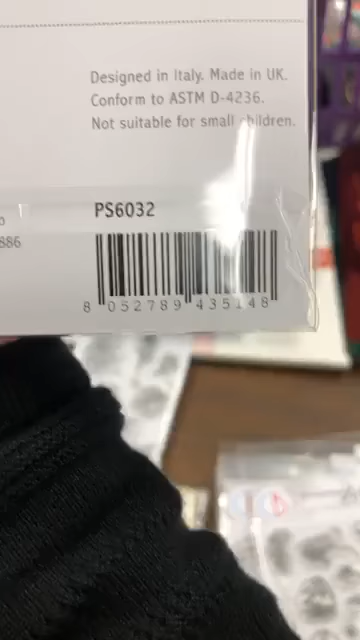 Designed in Italy. Made in UK.
Conform to ASTM D-4236.
Not suitable for small children.
PS6032
886
8 052789 435148